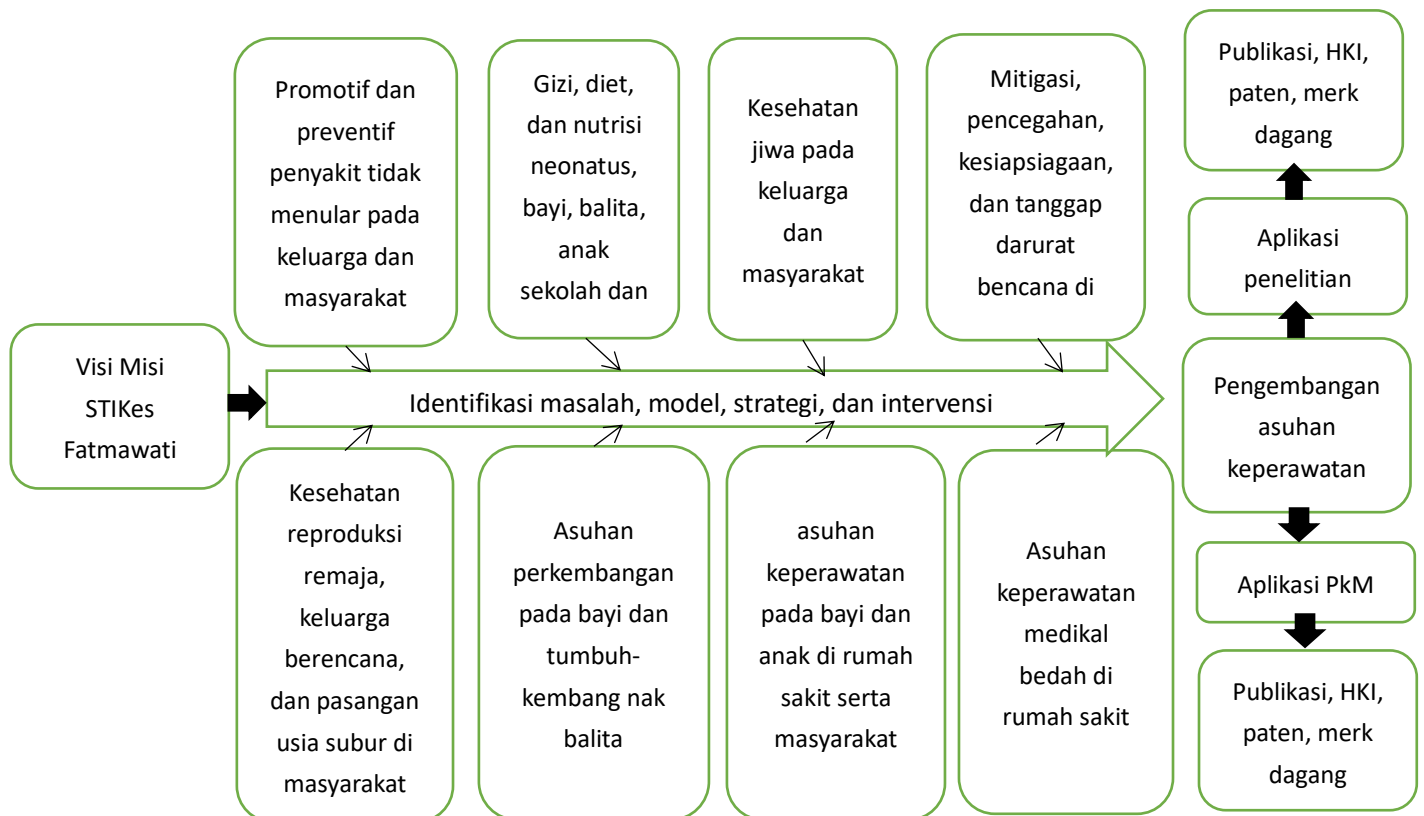 Promotif dan
preventif
penyakit tidak
menular pada
keluarga dan
masyarakat
Gizi, diet,
dan nutrisi
neonatus,
bayi, balita,
anak
sekolah dan
Kesehatan
jiwa pada
keluarga
dan
masyarakat
Mitigasi,
pencegahan,
kesiapsiagaan,
dan tanggap
darurat
bencana di
Publikasi, HKI,
paten, merk
dagang
Aplikasi
penelitian
Visi Misi
STIKes
Fatmawati
Identifikasi masalah, model, strategi, dan intervensi
Pengembangan
asuhan
keperawatan
Kesehatan
reproduksi
remaja,
keluarga
berencana,
dan pasangan
usia subur di
masyarakat
Asuhan
perkembangan
pada bayi dan
tumbuh-
kembang nak
balita
asuhan
keperawatan
pada bayi dan
anak di rumah
sakit serta
masyarakat
Asuhan
keperawatan
medikal
bedah di
rumah sakit
Aplikasi PkM
Publikasi, HKI,
paten, merk
dagang